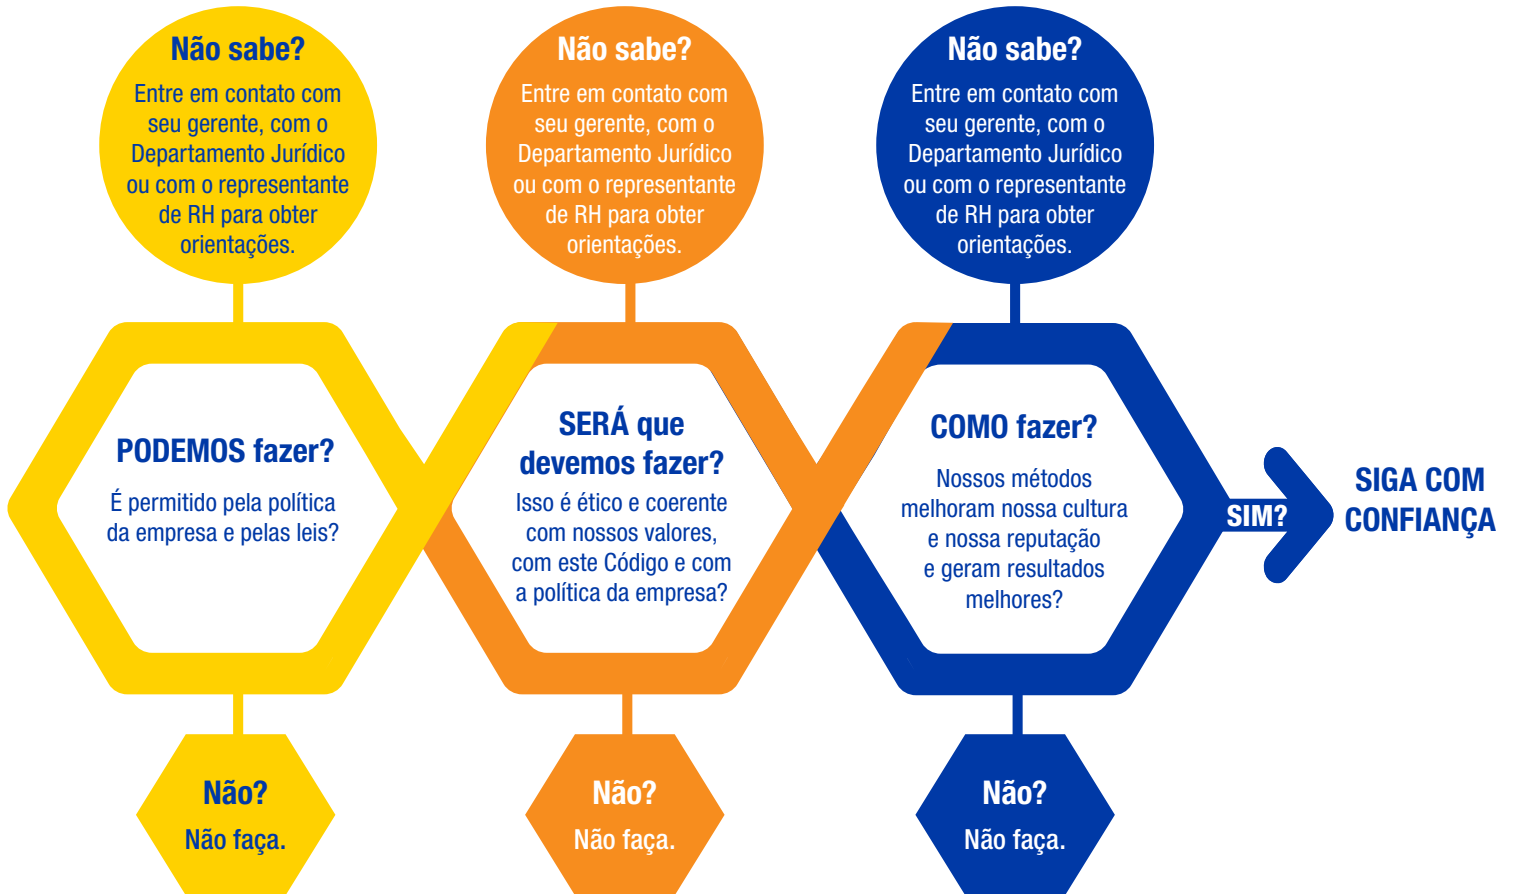 Não sabe?
Entre em contato com
seu gerente, com o
Departamento Jurídico
ou com o representante
de RH para obter
orientações.
Não sabe?
Entre em contato com
seu gerente, com o
Departamento Jurídico
ou com o representante
de RH para obter
orientações.
Não sabe?
Entre em contato com
seu gerente, com o
Departamento Jurídico
ou com o representante
de RH para obter
orientações.
PODEMOS fazer?
É permitido pela política
da empresa e pelas leis?
SERÁ que
devemos fazer?
Isso é ético e coerente
com nossos valores,
com este Código e com
a política da empresa?
COMO fazer?
Nossos métodos
melhoram nossa cultura
e nossa reputação
e geram resultados
melhores?
SIM?
SIGA COM
CONFIANÇA
Não?
Não faça.
Não?
Não faça.
Não?
Não faça.